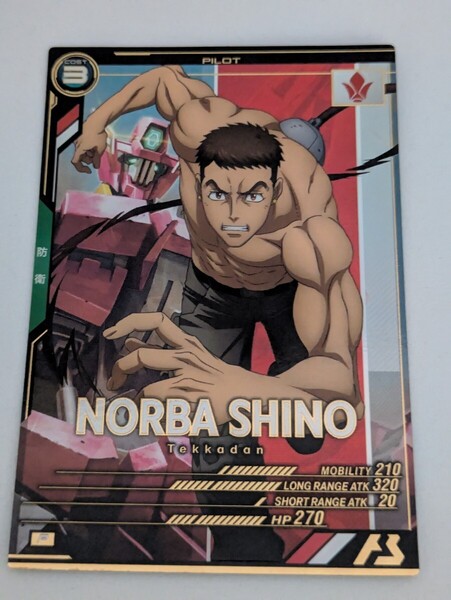 PILOT
COST
3
防衛
NORBA SHINO
Tekkadan
MOBILITY 210
LONG RANGE ATK 320
SHORT RANGE ATK 20
HP 270